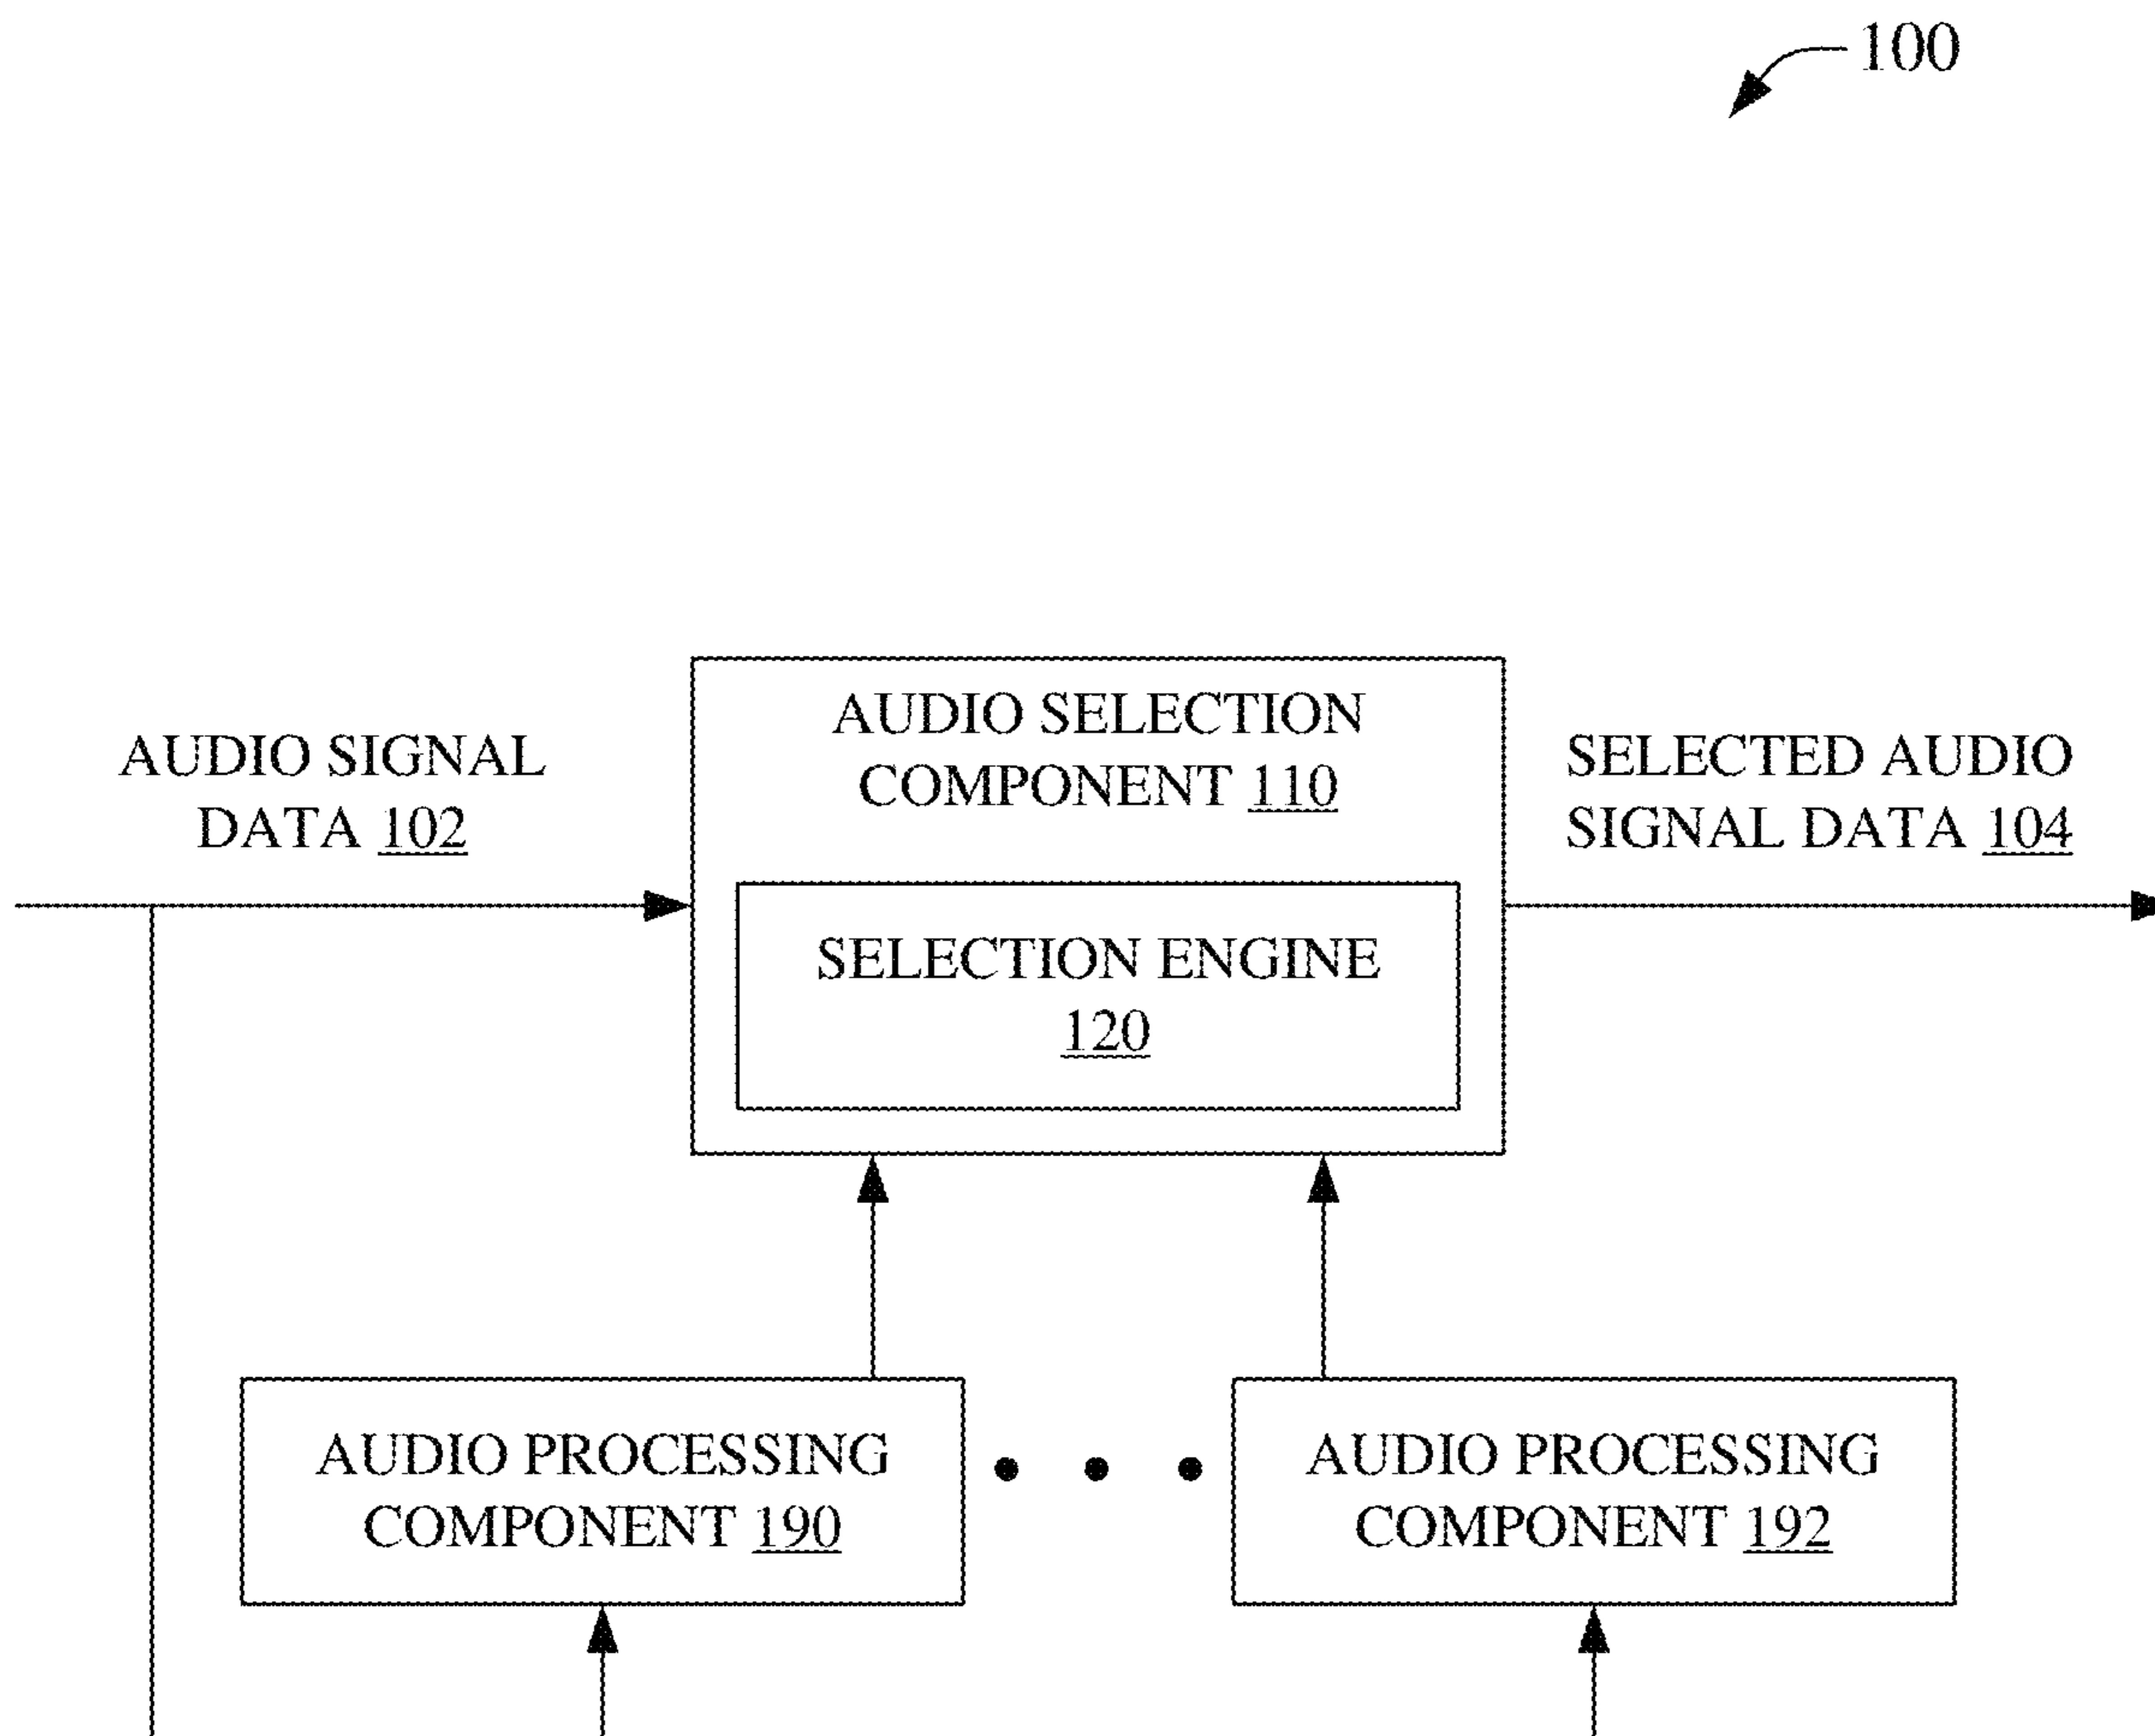 100
AUDIO SELECTION
COMPONENT 110
AUDIO SIGNAL
DATA 102
SELECTED AUDIO
SIGNAL DATA 104
SELECTION ENGINE
120
AUDIO PROCESSING
COMPONENT 190
AUDIO PROCESSING
COMPONENT 192